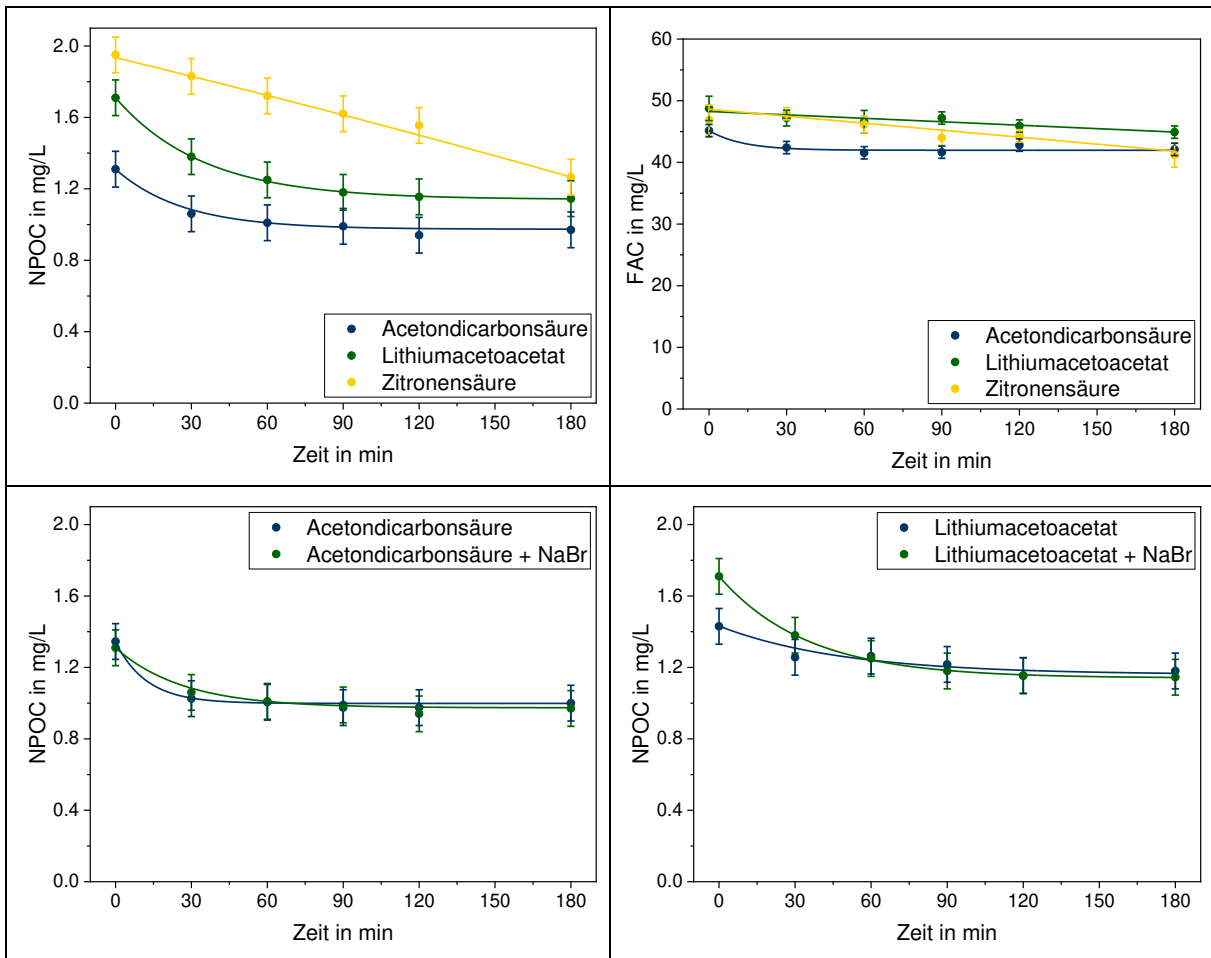 2.0
1.6
1.2
0.8
0.4
0.0
NPOC in mg/L
Acetondicarbonsäure
Lithiumacetoacetat
Zitronensäure
0 30 60 90 120 150 180
Zeit in min
60
50
40
30
20
10
0
FAC in mg/L
Acetondicarbonsäure
Lithiumacetoacetat
Zitronensäure
0 30 60 90 120 150 180
Zeit in min
2.0
1.6
1.2
0.8
0.4
0.0
NPOC in mg/L
Acetondicarbonsäure
Acetondicarbonsäure + NaBr
0 30 60 90 120 150 180
Zeit in min
2.0
1.6
1.2
0.8
0.4
0.0
NPOC in mg/L
Lithiumacetoacetat
Lithiumacetoacetat + NaBr
0 30 60 90 120 150 180
Zeit in min